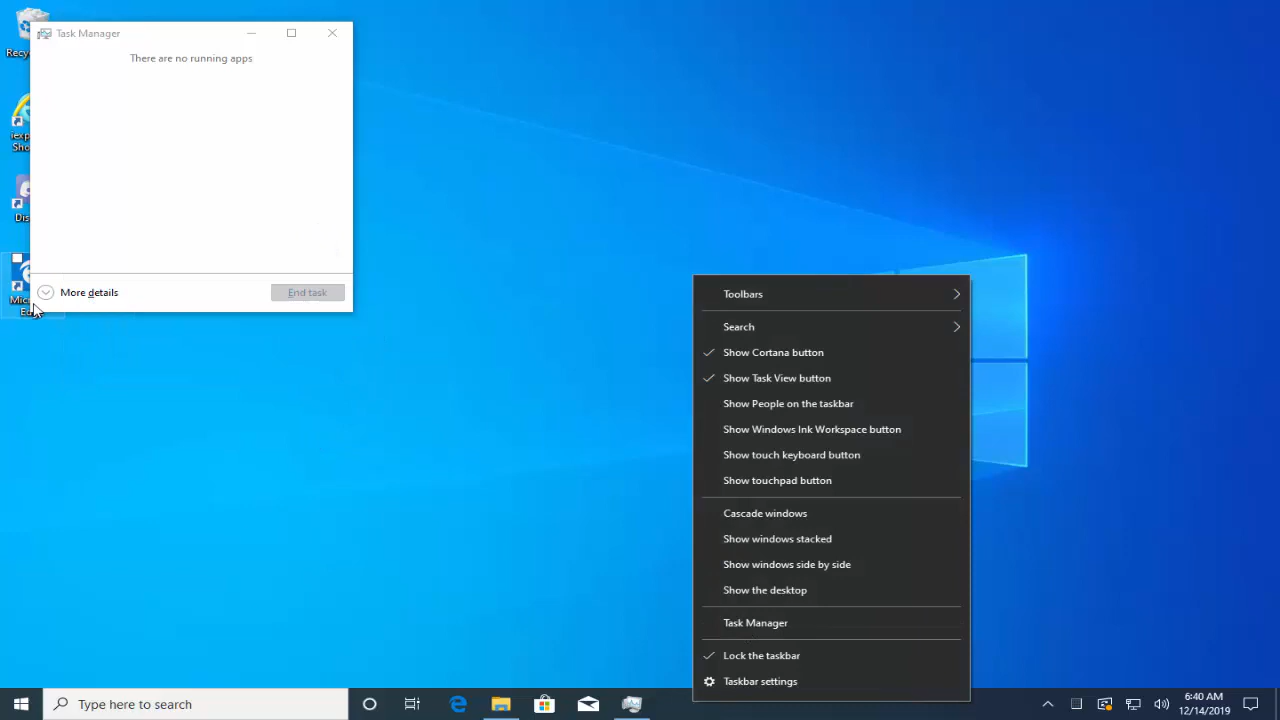 Task Manager
There are no running apps
More details
End task
Toolbars
Search
Show Cortana button
Show Task View button
Show People on the taskbar
Show Windows Ink Workspace button
Show touch keyboard button
Show touchpad button
Cascade windows
Show windows stacked
Show windows side by side
Show the desktop
Task Manager
Lock the taskbar
Taskbar settings
Type here to search
6:40 AM
12/14/2019